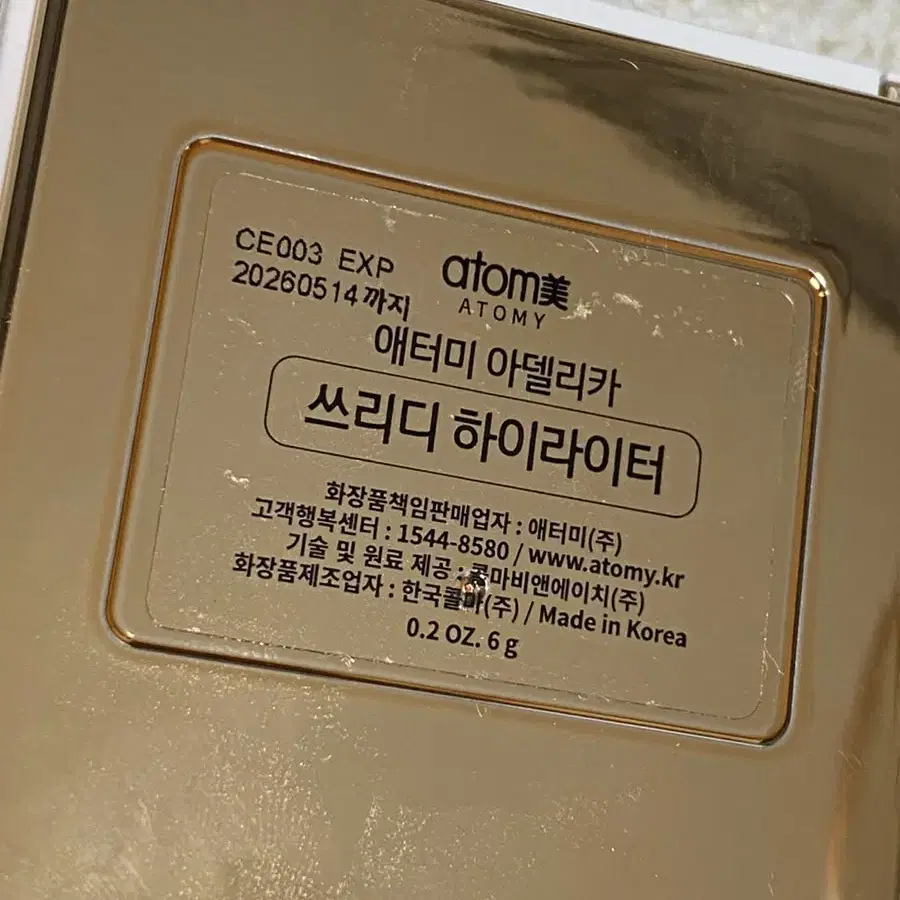 CE003 EXP
20260514까지
atom美
ATOMY
애터미 아델리카
쓰리디 하이라이터
화장품책임판매업자 : 애터미(주)
고객행복센터 : 1544-8580 / www.atomy.kr
기술 및 원료 제공 : 콜마비앤에이치(주)
화장품제조업자 : 한국콜마(주) / Made in Korea
0.2 OZ. 6 g